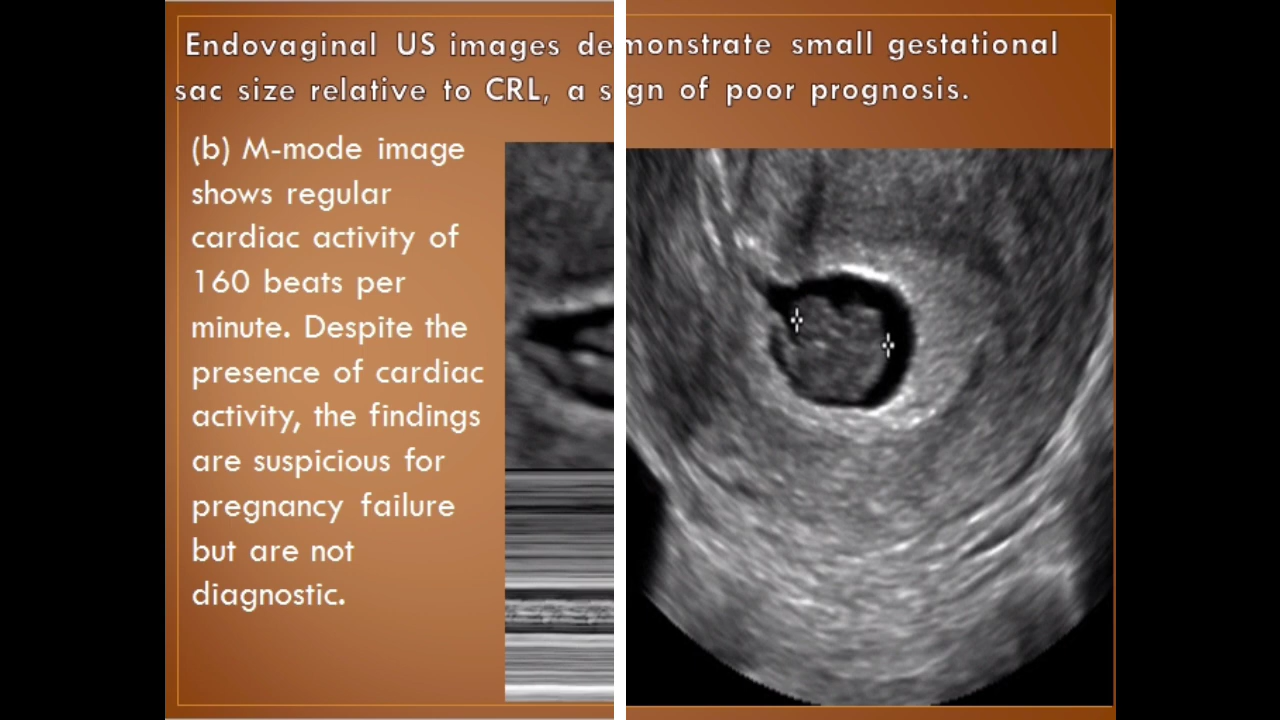 Endovaginal US images demonstrate small gestational
sac size relative to CRL, a sign of poor prognosis.
(b) M-mode image
shows regular
cardiac activity of
160 beats per
minute. Despite the
presence of cardiac
activity, the findings
are suspicious for
pregnancy failure
but are not
diagnostic.